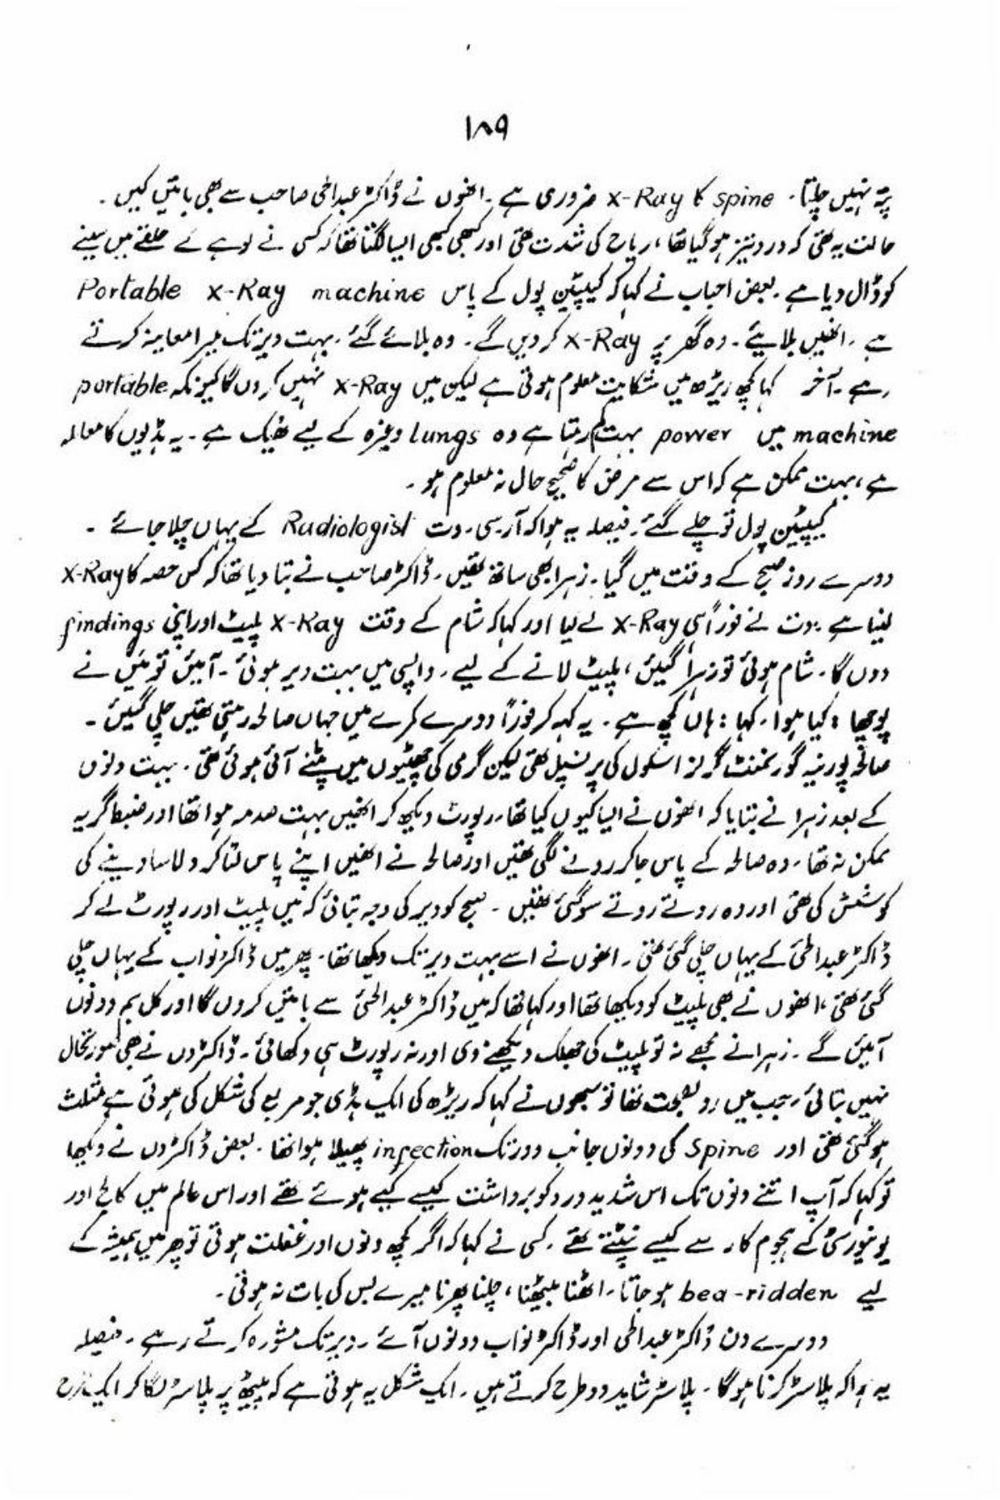 ۱۸۹
پتہ نہیں چلتا۔ spine کا x-Ray ضروری ہے۔ انھوں نے ڈاکٹر عبدالحئی صاحب سے بھی باتیں کیں۔
حالت یہ تھی کہ درد تیز ہو گیا تھا، ریاح کی شدت تھی اور کبھی کبھی ایسا لگتا تھا کہ کسی نے لوہے کے حلقے میں سینے
کو ڈال دیا ہے۔ بعض احباب نے کہا کہ کیپٹن پول کے پاس Portable x-Ray machine
ہے۔ انھیں بلائیے۔ وہ گھر پر x-Ray کر دیں گے۔ وہ بلائے گئے۔ بہت دیر تک میرا معاینہ کرتے
رہے۔ آخر کہا کچھ ریڑھ میں شکایت معلوم ہوتی ہے لیکن میں x-Ray نہیں کروں گا کیونکہ portable
machine میں power بہت کم رہتا ہے وہ lungs وغیرہ کے لیے ٹھیک ہے۔ یہ ہڈیوں کا معاملہ
ہے، بہت ممکن ہے کہ اس سے مرض کا صحیح حال نہ معلوم ہو۔
کیپٹن پول تو چلے گئے۔ فیصلہ یہ ہوا کہ آر۔سی۔دت Radiologist کے یہاں چلا جائے۔
دوسرے روز صبح کے وقت میں گیا۔ زہرا بھی ساتھ تھیں۔ ڈاکٹر صاحب نے بتا دیا تھا کہ کس حصہ کا x-Ray
لینا ہے۔ دت نے فوراً ہی x-Ray لے لیا اور کہا کہ شام کے وقت x-Ray پلیٹ اور اپنی findings
دوں گا۔ شام ہوئی تو زہرا گئیں، پلیٹ لانے کے لیے۔ واپسی میں بہت دیر ہوئی۔ آئیں تو میں نے
پوچھا: کیا ہوا۔ کہا: ہاں کچھ ہے۔ یہ کہہ کر فوراً دوسرے کمرے میں جہاں صالحہ رہتی تھیں چلی گئیں۔
صالحہ پورنیہ گورنمنٹ گرلز اسکول کی پرنسپل تھی لیکن گرمی کی چھٹیوں میں پٹنے آئی ہوئی تھی۔ بہت دنوں
کے بعد زہرا نے بتایا کہ انھوں نے ایسا کیوں کیا تھا۔ رپورٹ دیکھ کر انھیں بہت صدمہ ہوا تھا اور ضبط گریہ
ممکن نہ تھا۔ وہ صالحہ کے پاس جا کر رونے لگی تھیں اور صالحہ نے انھیں اپنے پاس لٹا کر دلاسا دینے کی
کوشش کی تھی اور وہ روتے روتے سو گئی تھیں۔ صبح کو دیر کی وجہ بتائی کہ میں پلیٹ اور رپورٹ لے کر
ڈاکٹر عبدالحئی کے یہاں چلی گئی تھی۔ انھوں نے اسے بہت دیر تک دیکھا تھا۔ پھر میں ڈاکٹر نواب کے یہاں چلی
گئی تھی، انھوں نے بھی پلیٹ کو دیکھا تھا اور کہا تھا کہ میں ڈاکٹر عبدالحئی سے باتیں کروں گا اور کل ہم دونوں
آئیں گے۔ زہرا نے مجھے نہ تو پلیٹ کی جھلک دیکھنے دی اور نہ رپورٹ ہی دکھائی۔ ڈاکٹروں نے بھی صورتحال
نہیں بتائی، جب میں رو بصحت تھا تو سبھوں نے کہا کہ ریڑھ کی ایک ہڈی جو مربع کی شکل کی ہوتی ہے مثلث
ہو گئی تھی اور spine کی دونوں جانب دور تک infection پھیلا ہوا تھا۔ بعض ڈاکٹروں نے دیکھا
تو کہا کہ آپ اتنے دنوں تک اس شدید درد کو برداشت کیسے کیے ہوئے تھے اور اس عالم میں کالج اور
یونیورسٹی کے ہجوم کار سے کیسے نپٹتے تھے۔ کسی نے کہا کہ اگر کچھ دنوں اور غفلت ہوتی تو پھر میں ہمیشہ کے
لیے bed-ridden ہو جاتا۔ اٹھنا بیٹھنا، چلنا پھرنا میرے بس کی بات نہ ہوتی۔
دوسرے دن ڈاکٹر عبدالحئی اور ڈاکٹر نواب دونوں آئے۔ دیر تک مشورہ کرتے رہے۔ فیصلہ
یہ ہوا کہ پلاسٹر کرنا ہوگا۔ پلاسٹر شاید دو طرح کرتے ہیں۔ ایک شکل یہ ہوتی ہے کہ پیٹھ پر پلاسٹر لگا کر ایک طرح